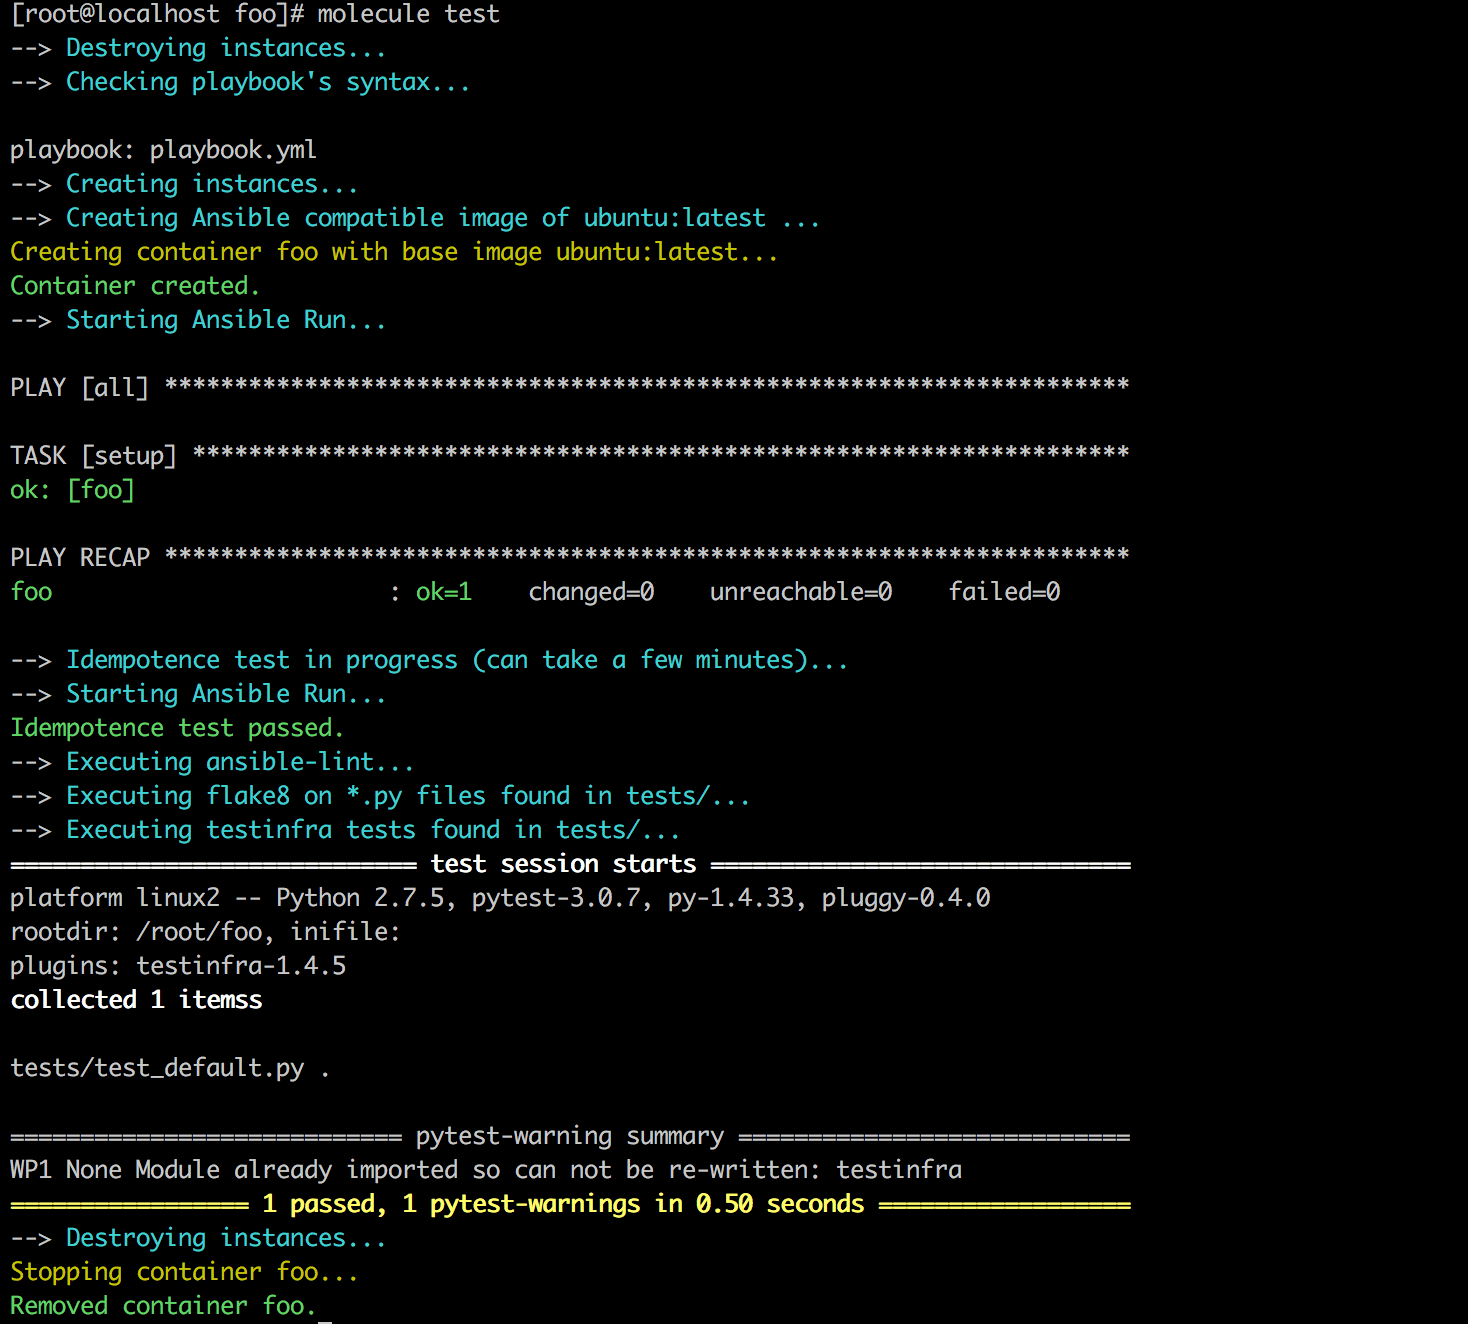 [root@localhost foo]# molecule test
--> Destroying instances...
--> Checking playbook's syntax...
playbook: playbook.yml
--> Creating instances...
--> Creating Ansible compatible image of ubuntu:latest ...
Creating container foo with base image ubuntu:latest...
Container created.
--> Starting Ansible Run...
PLAY [all] *********************************************************************
TASK [setup] *******************************************************************
ok: [foo]
PLAY RECAP *********************************************************************
foo                        : ok=1    changed=0    unreachable=0    failed=0
--> Idempotence test in progress (can take a few minutes)...
--> Starting Ansible Run...
Idempotence test passed.
--> Executing ansible-lint...
--> Executing flake8 on *.py files found in tests/...
--> Executing testinfra tests found in tests/...
============================= test session starts ==============================
platform linux2 -- Python 2.7.5, pytest-3.0.7, py-1.4.33, pluggy-0.4.0
rootdir: /root/foo, inifile:
plugins: testinfra-1.4.5
collected 1 itemss
tests/test_default.py .
============================ pytest-warning summary ============================
WP1 None Module already imported so can not be re-written: testinfra
================= 1 passed, 1 pytest-warnings in 0.50 seconds ==================
--> Destroying instances...
Stopping container foo...
Removed container foo.